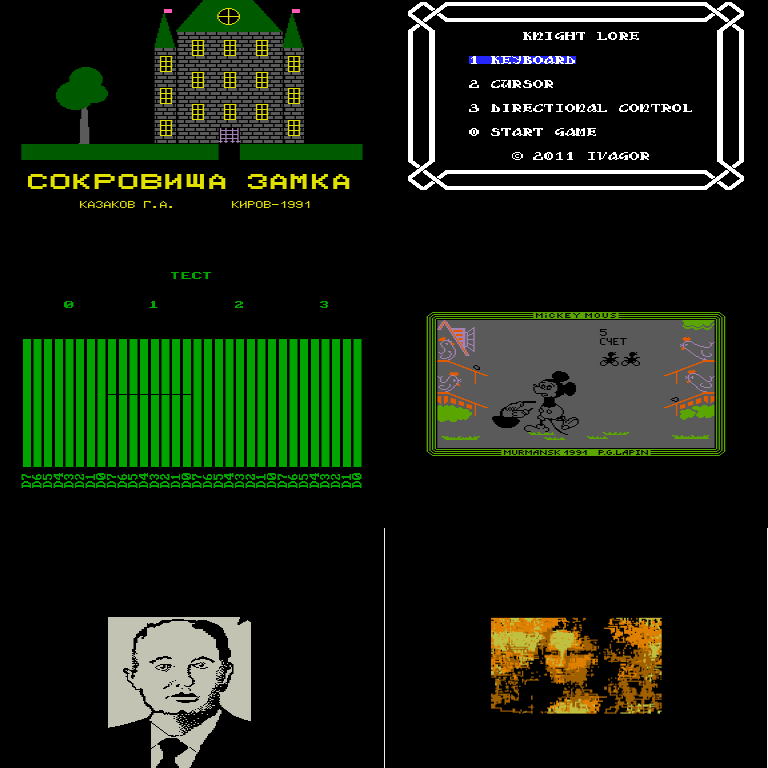 СОКРОВИЩА ЗАМКА
КАЗАКОВ Г.А. КИРОВ-1991
KNIGHT LORE
1 KEYBOARD
2 CURSOR
3 DIRECTIONAL CONTROL
0 START GAME
© 2011 IVAGOR
ТЕСТ
0 1 2 3
D7 D6 D5 D4 D3 D2 D1 D0 D7 D6 D5 D4 D3 D2 D1 D0 D7 D6 D5 D4 D3 D2 D1 D0 D7 D6 D5 D4 D3 D2 D1 D0
MICKEY MOUS
5
СЧЕТ
MURMANSK 1991 P.G.LAPIN